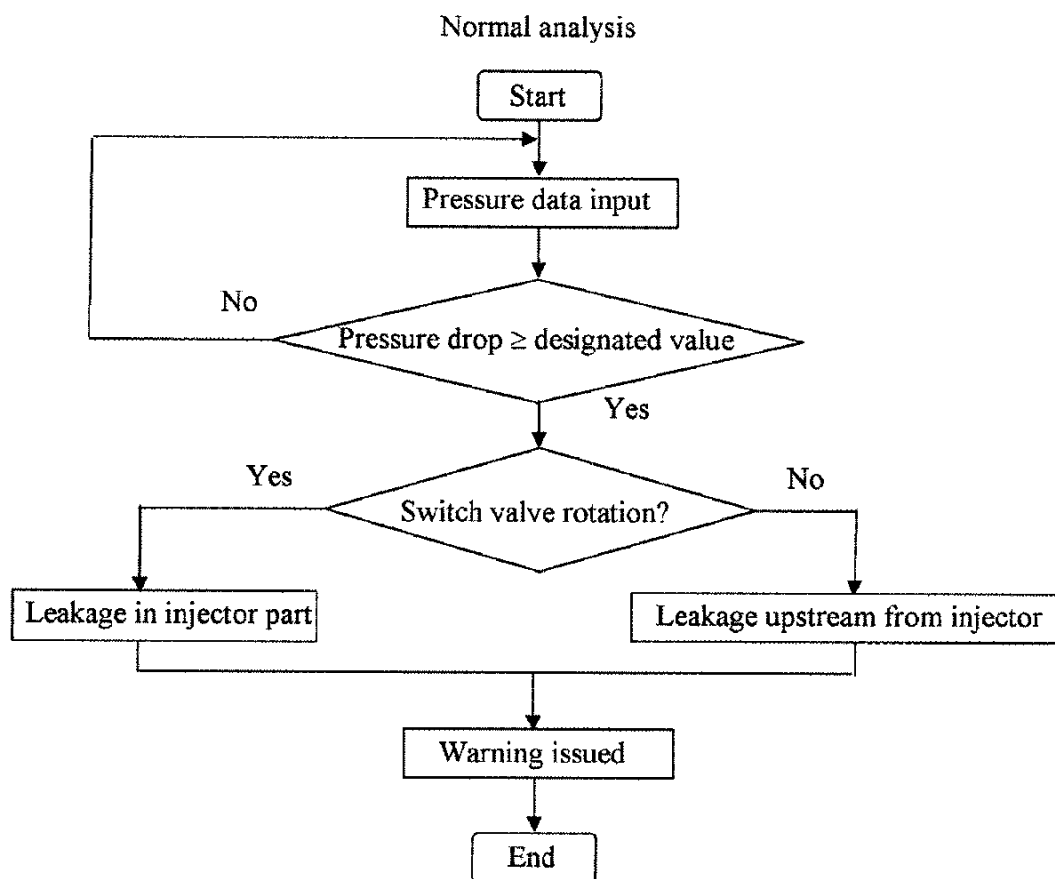 Normal analysis
Start
Pressure data input
No
Pressure drop ≥ designated value
Yes
Yes
No
Switch valve rotation?
Leakage in injector part
Leakage upstream from injector
Warning issued
End